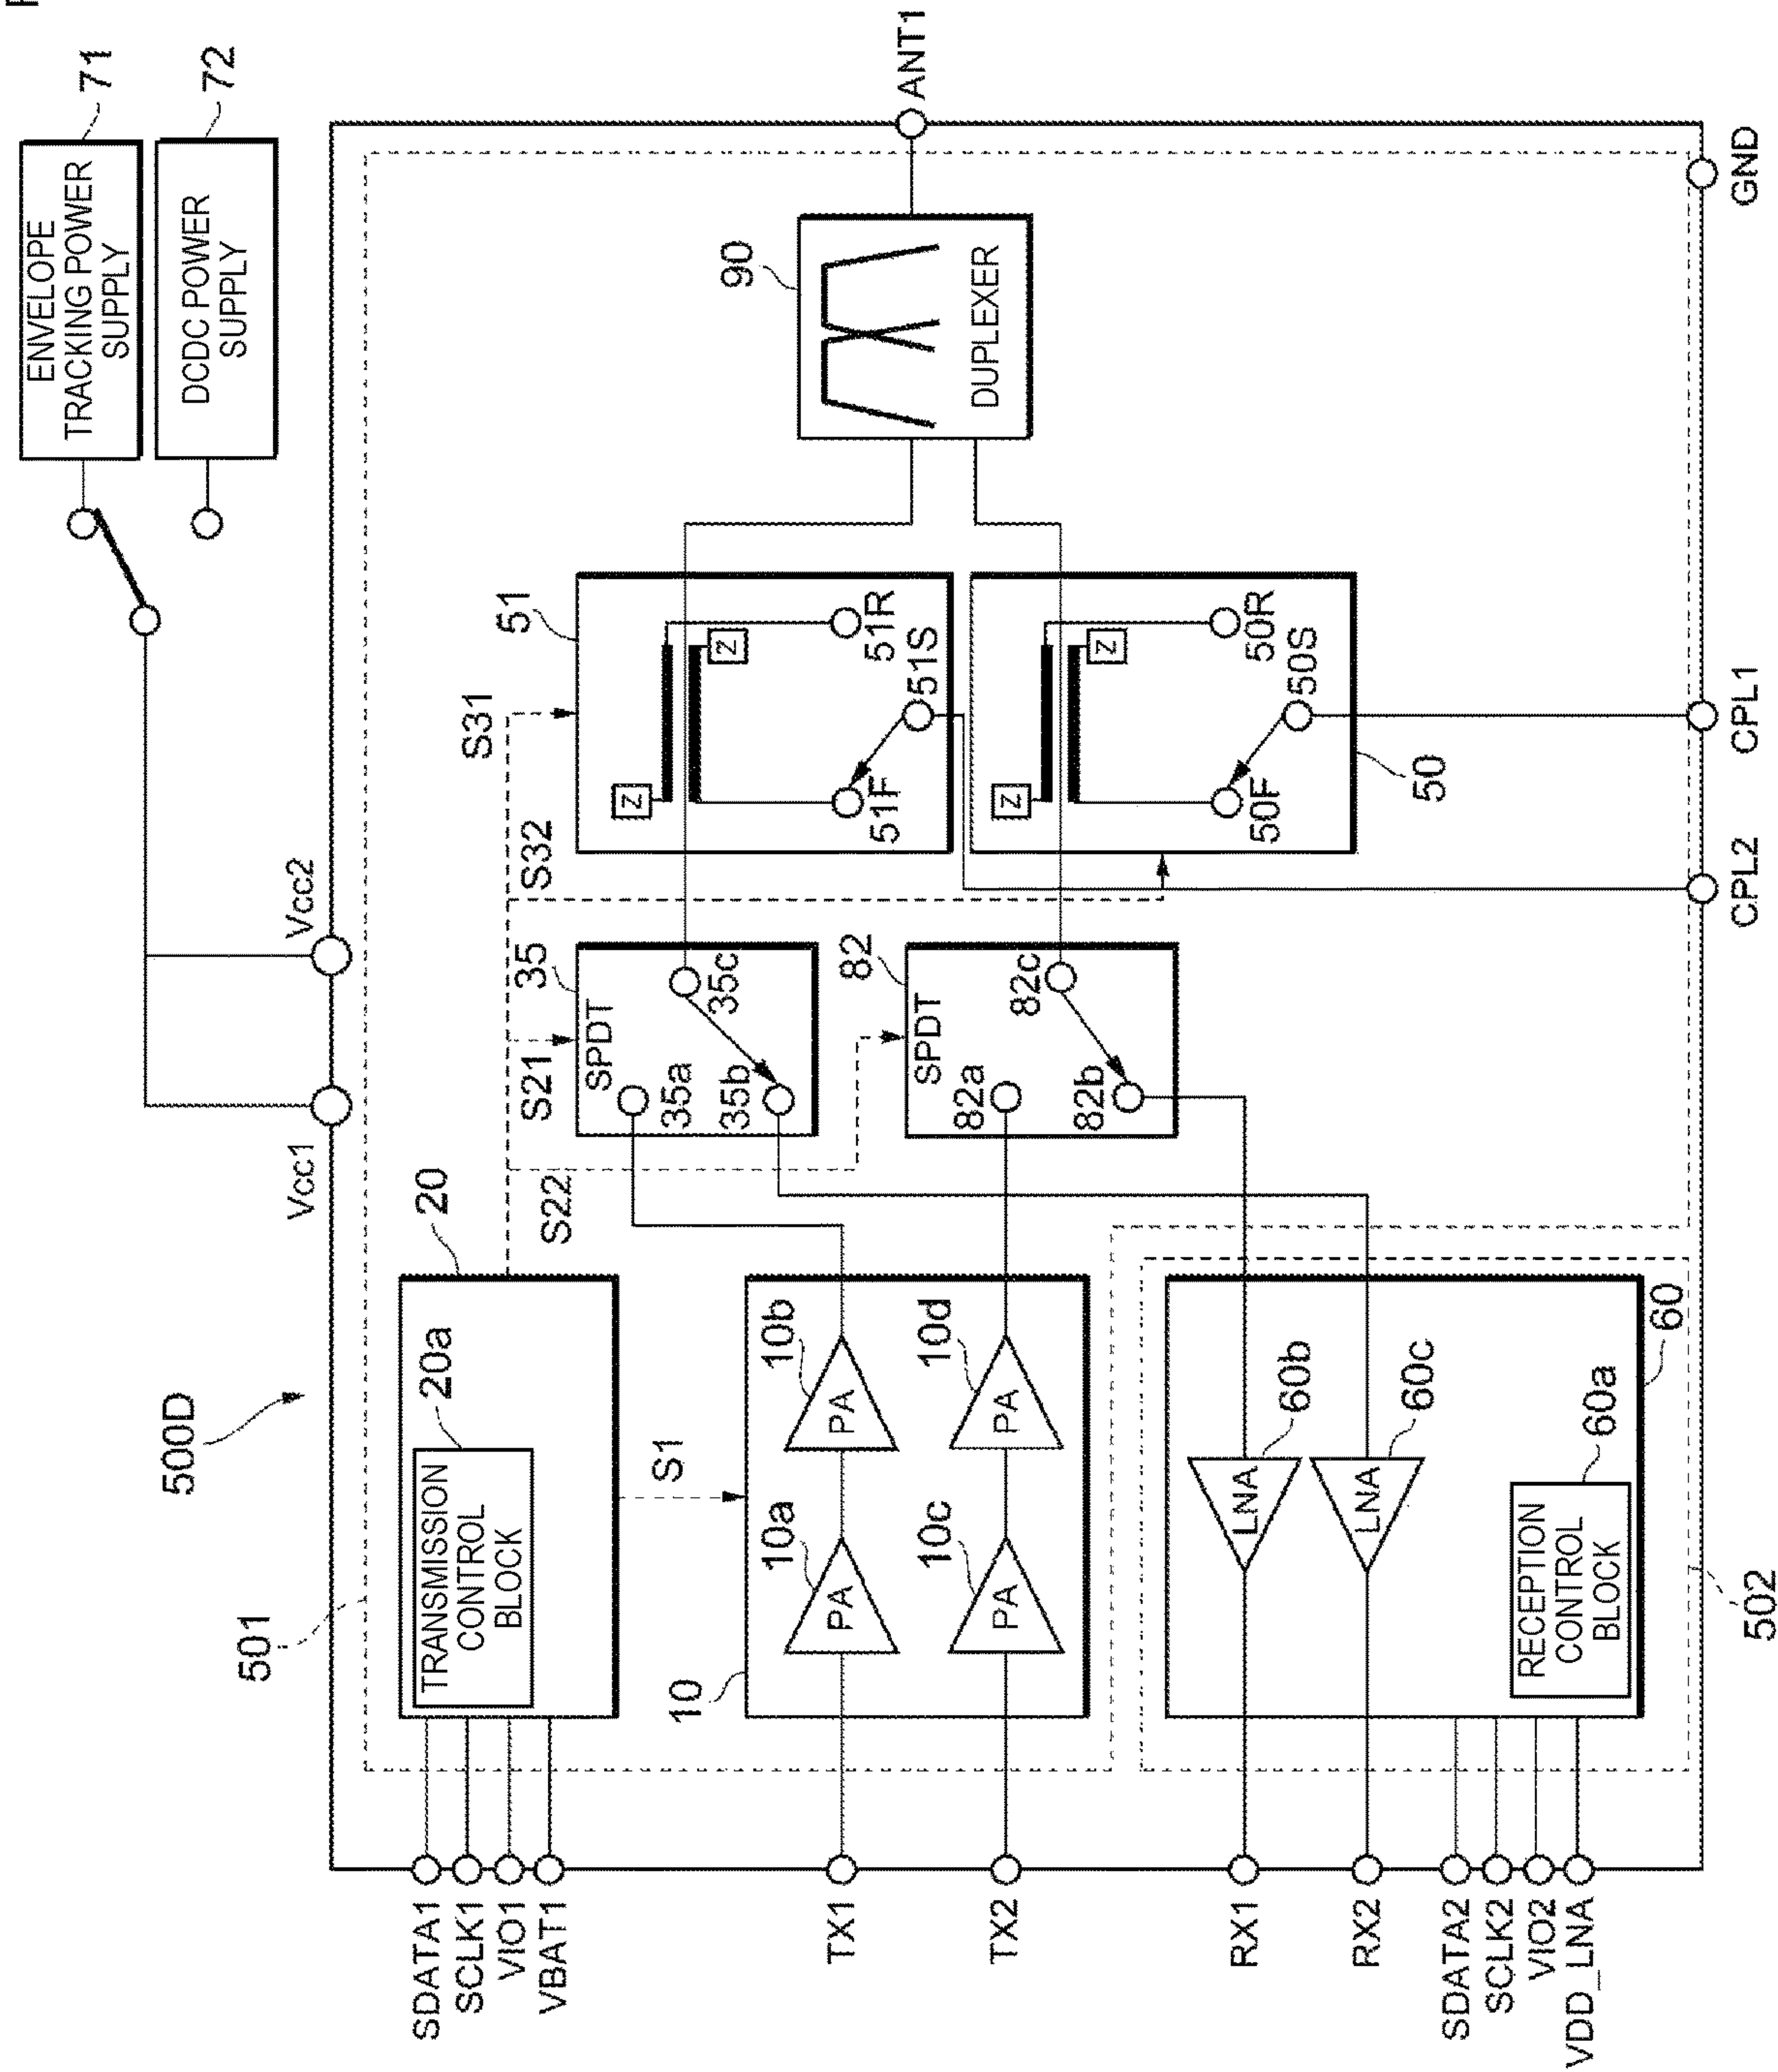 500D
ENVELOPE
TRACKING POWER
SUPPLY
71
DCDC POWER
SUPPLY
72
Vcc1
Vcc2
501
20
TRANSMISSION
CONTROL
BLOCK
20a
SDATA1
SCLK1
VIO1
VBAT1
S1
S21
S22
S31
S32
35
SPDT
35a
35b
35c
51
Z
Z
51F
51R
51S
10
10a
PA
10b
PA
10c
PA
10d
PA
TX1
TX2
82
SPDT
82a
82b
82c
50
Z
Z
50F
50R
50S
90
DUPLEXER
ANT1
RX1
RX2
LNA
60b
LNA
60c
RECEPTION
CONTROL
BLOCK
60a
60
502
SDATA2
SCLK2
VIO2
VDD_LNA
CPL2
CPL1
GND